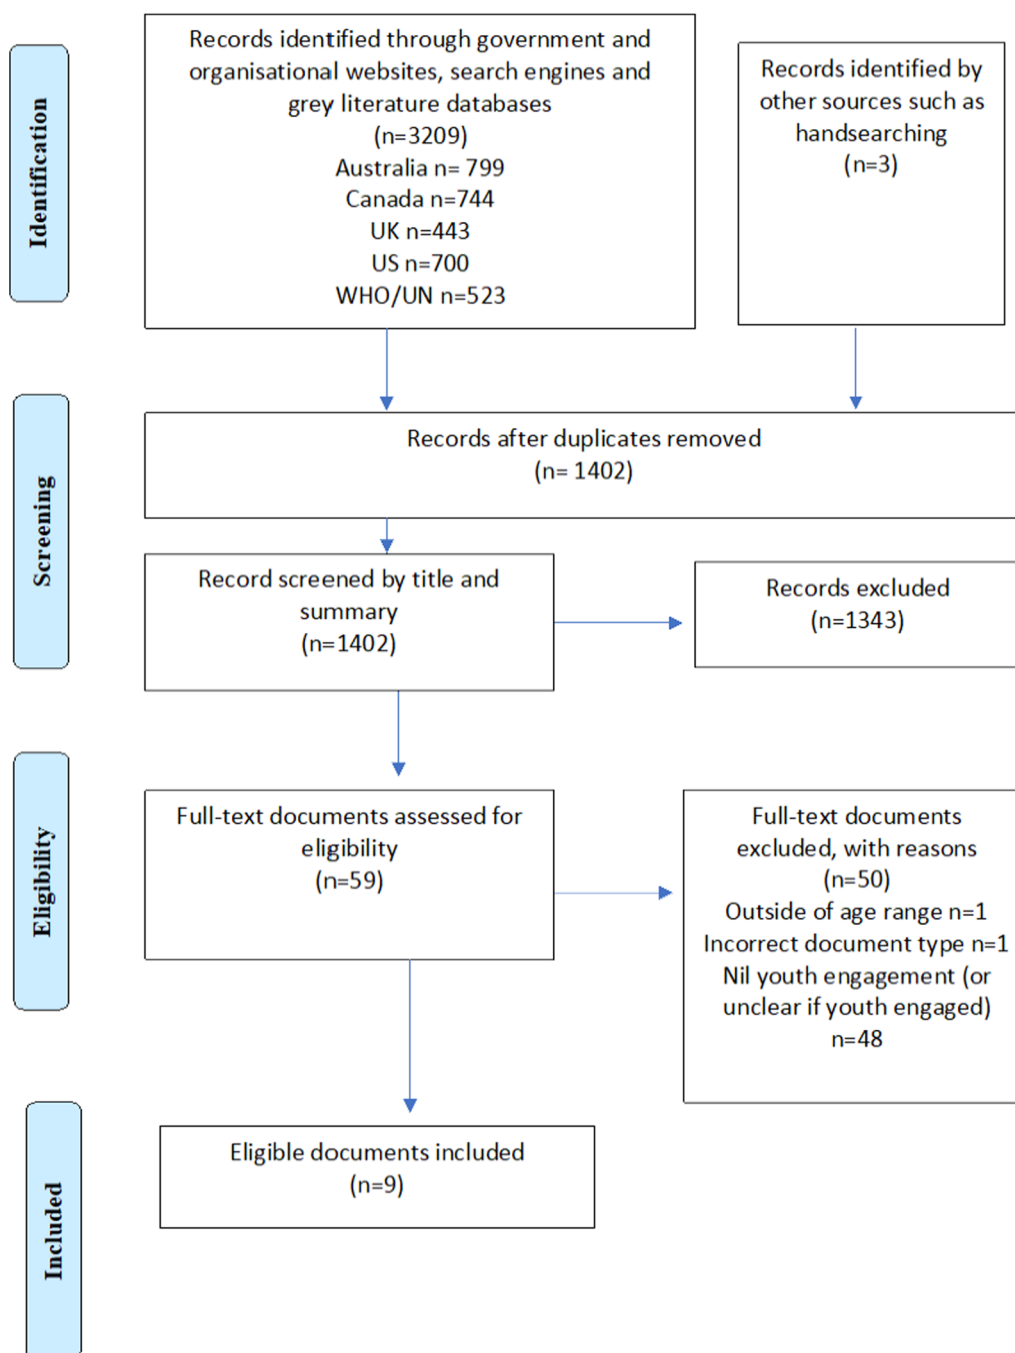 Identification
Records identified through government and
organisational websites, search engines and
grey literature databases
(n=3209)
Australia n= 799
Canada n=744
UK n=443
US n=700
WHO/UN n=523
Records identified by
other sources such as
handsearching
(n=3)
Screening
Records after duplicates removed
(n= 1402)
Record screened by title and
summary
(n=1402)
Records excluded
(n=1343)
Eligibility
Full-text documents assessed for
eligibility
(n=59)
Full-text documents
excluded, with reasons
(n=50)
Outside of age range n=1
Incorrect document type n=1
Nil youth engagement (or
unclear if youth engaged)
n=48
Included
Eligible documents included
(n=9)